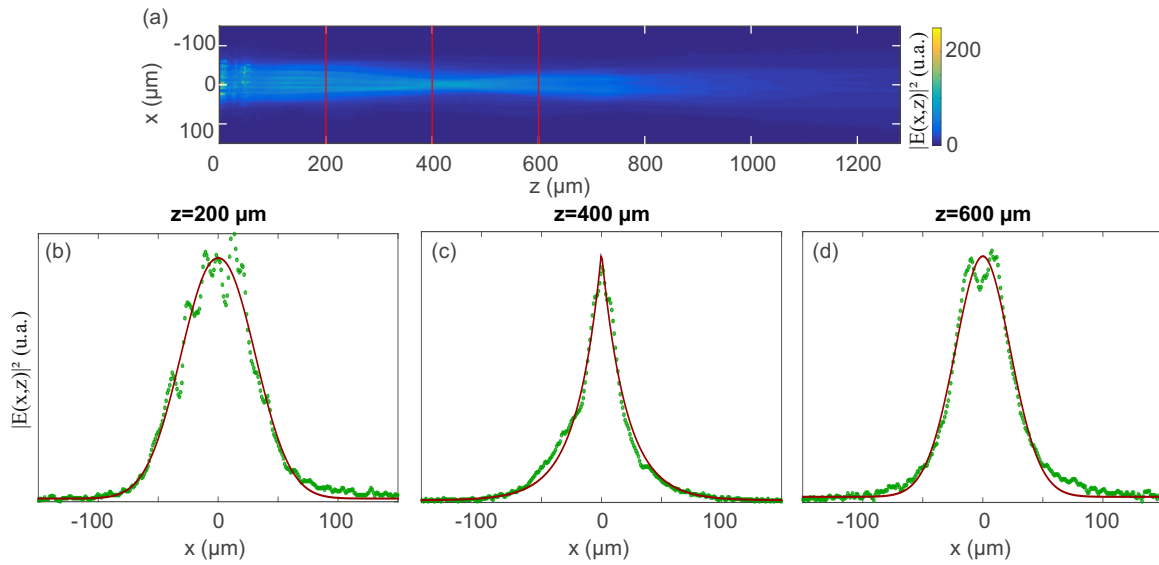 (a)
-100
0
100
x (µm)
0
200
400
600
800
1000
1200
z (µm)
200
0
|E(x,z)|² (u.a.)
z=200 µm
z=400 µm
z=600 µm
(b)
(c)
(d)
|E(x,z)|² (u.a.)
-100
0
100
-100
0
100
-100
0
100
x (µm)
x (µm)
x (µm)